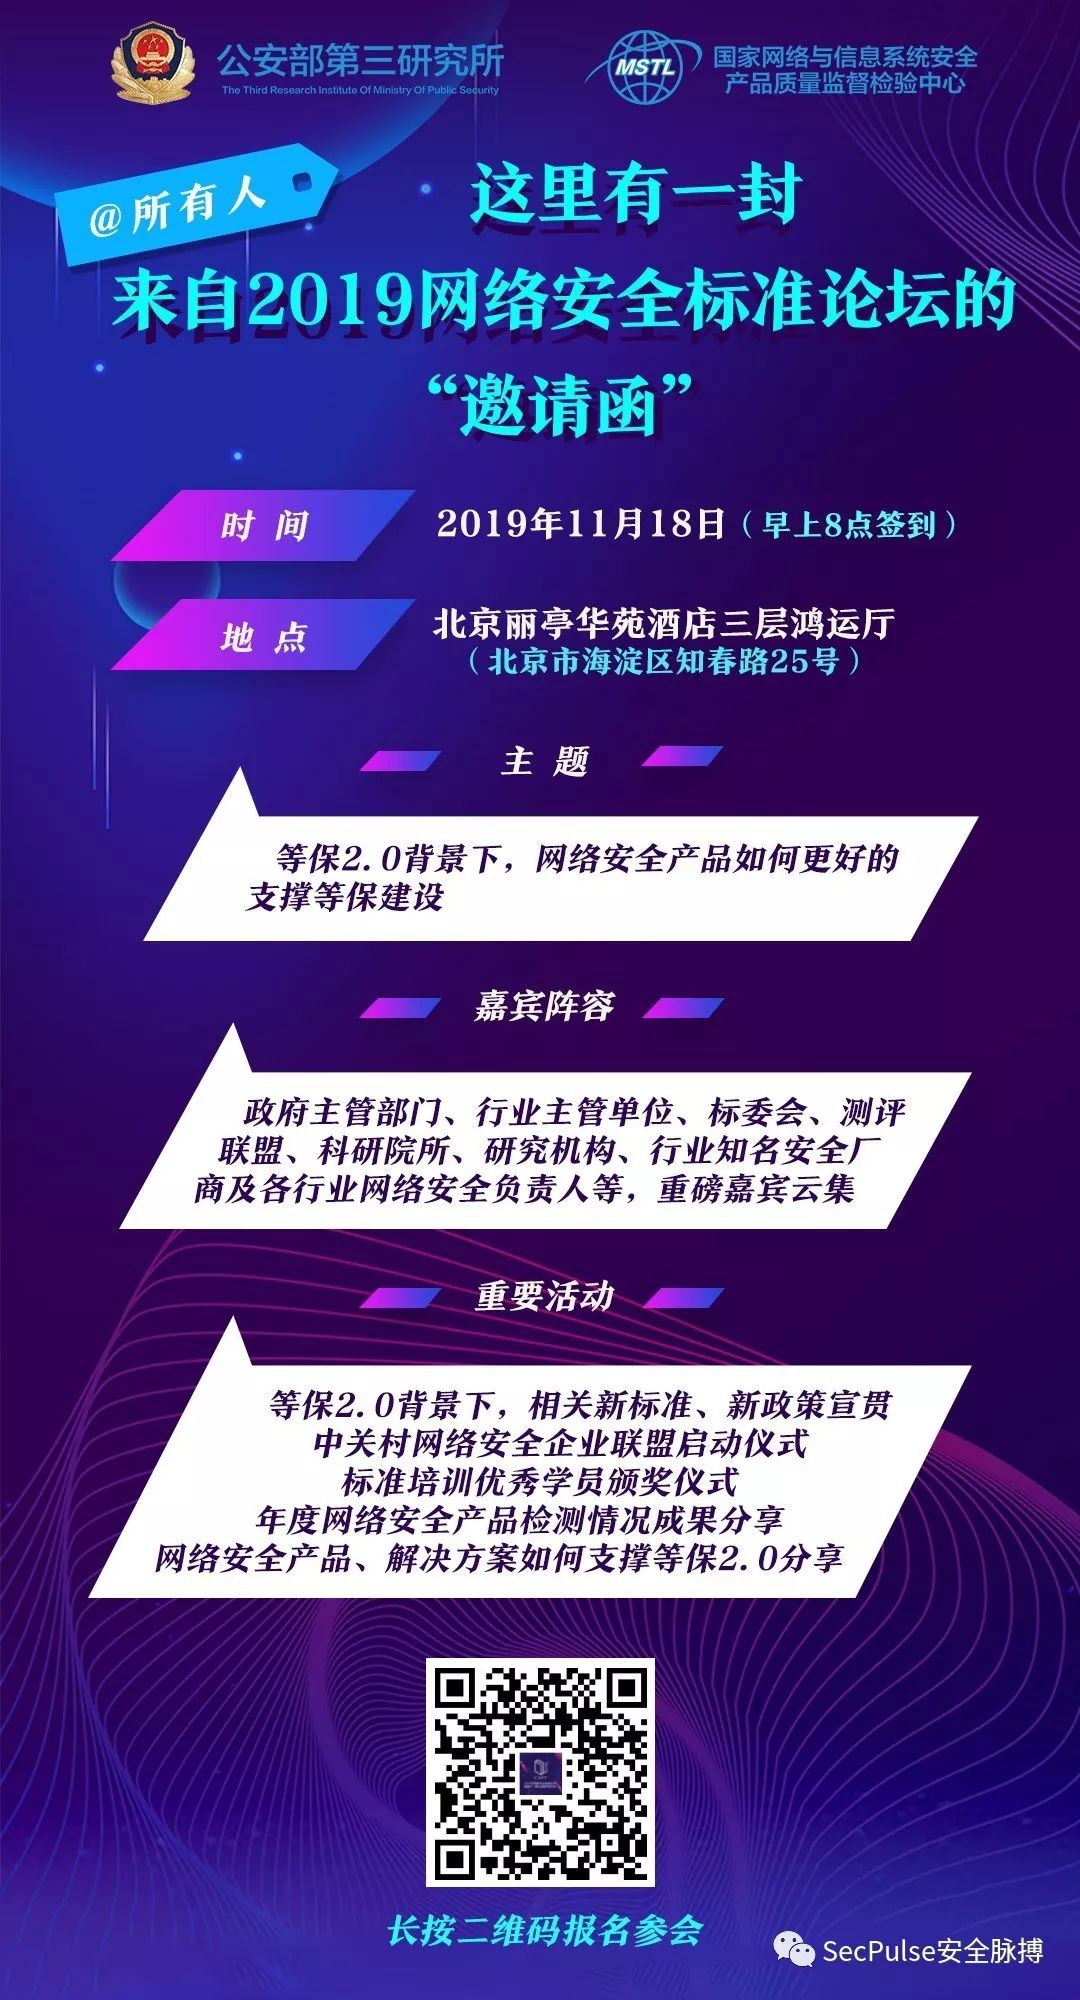 公安部第三研究所
The Third Research Institute Of Ministry Of Public Security
MSTL
国家网络与信息系统安全
产品质量监督检验中心
@所有人
这里有一封
来自2019网络安全标准论坛的
“邀请函”
时间
2019年11月18日（早上8点签到）
地点
北京丽亭华苑酒店三层鸿运厅
（北京市海淀区知春路25号）
主题
等保2.0背景下，网络安全产品如何更好的
支撑等保建设
嘉宾阵容
政府主管部门、行业主管单位、标委会、测评
联盟、科研院所、研究机构、行业知名安全厂
商及各行业网络安全负责人等，重磅嘉宾云集
重要活动
等保2.0背景下，相关新标准、新政策宣贯
中关村网络安全企业联盟启动仪式
标准培训优秀学员颁奖仪式
年度网络安全产品检测情况成果分享
网络安全产品、解决方案如何支撑等保2.0分享
长按二维码报名参会
SecPulse安全脉搏